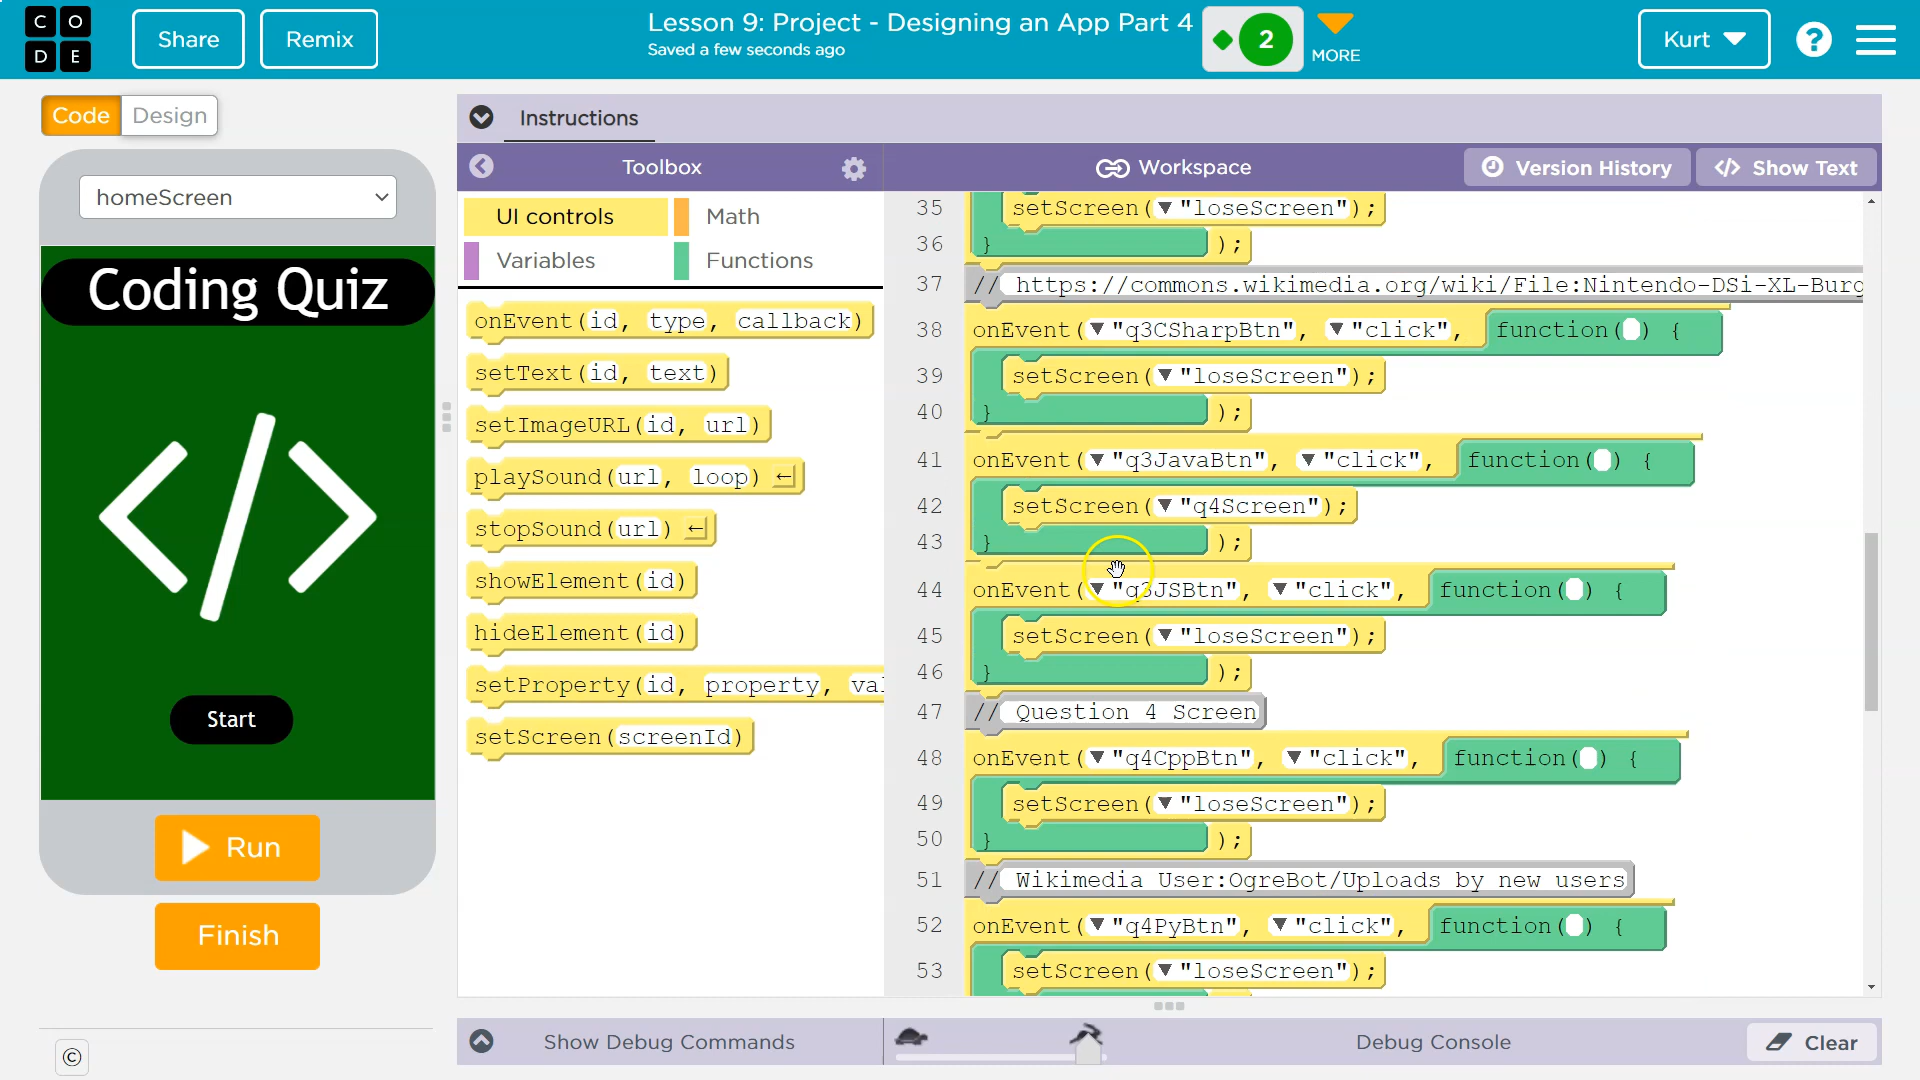 C O D E
Share
Remix
Lesson 9: Project - Designing an App Part 4
Saved a few seconds ago
2
MORE
Kurt
?
Code
Design
Instructions
Toolbox
Workspace
Version History
</> Show Text
homeScreen
Coding Quiz
</>
Start
Run
Finish
©
UI controls
Math
Variables
Functions
onEvent(id, type, callback)
setText(id, text)
setImageURL(id, url)
playSound(url, loop) ←
stopSound(url) ←
showElement(id)
hideElement(id)
setProperty(id, property, val
setScreen(screenId)
35 setScreen(▼"loseScreen");
36 } );
37 // https://commons.wikimedia.org/wiki/File:Nintendo-DSi-XL-Burg
38 onEvent(▼"q3CSharpBtn", ▼"click", function() {
39 setScreen(▼"loseScreen");
40 } );
41 onEvent(▼"q3JavaBtn", ▼"click", function() {
42 setScreen(▼"q4Screen");
43 } );
44 onEvent(▼"q3JSBtn", ▼"click", function() {
45 setScreen(▼"loseScreen");
46 } );
47 // Question 4 Screen
48 onEvent(▼"q4CppBtn", ▼"click", function() {
49 setScreen(▼"loseScreen");
50 } );
51 // Wikimedia User:OgreBot/Uploads by new users
52 onEvent(▼"q4PyBtn", ▼"click", function() {
53 setScreen(▼"loseScreen");
Show Debug Commands
Debug Console
Clear